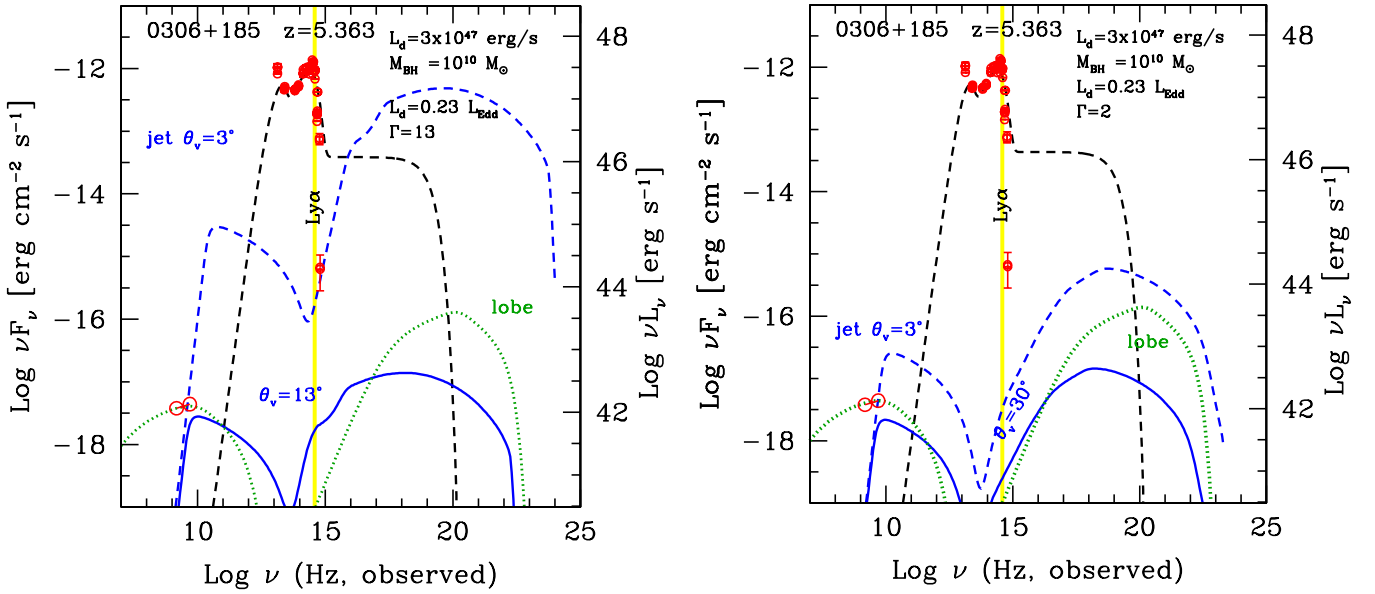 0306+185 z=5.363
L_d=3x10^47 erg/s
M_BH =10^10 M_⊙
L_d=0.23 L_Edd
Γ=13
jet θ_v=3°
Lyα
lobe
θ_v=13°
−12
−14
−16
−18
48
46
44
42
10
15
20
25
Log νF_ν [erg cm^−2 s^−1]
Log νL_ν [erg s^−1]
Log ν (Hz, observed)
0306+185 z=5.363
L_d=3x10^47 erg/s
M_BH =10^10 M_⊙
L_d=0.23 L_Edd
Γ=2
Lyα
jet θ_v=3°
lobe
θ_v=30°
−12
−14
−16
−18
48
46
44
42
10
15
20
25
Log νF_ν [erg cm^−2 s^−1]
Log νL_ν [erg s^−1]
Log ν (Hz, observed)